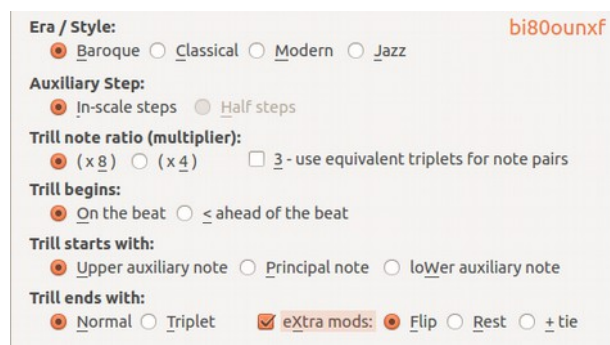 Era / Style: bi80ounxf
Baroque Classical Modern Jazz
Auxiliary Step:
In-scale steps Half steps
Trill note ratio (multiplier):
( x 8 ) ( x 4 ) 3 - use equivalent triplets for note pairs
Trill begins:
On the beat < ahead of the beat
Trill starts with:
Upper auxiliary note Principal note loWer auxiliary note
Trill ends with:
Normal Triplet eXtra mods: Flip Rest + tie